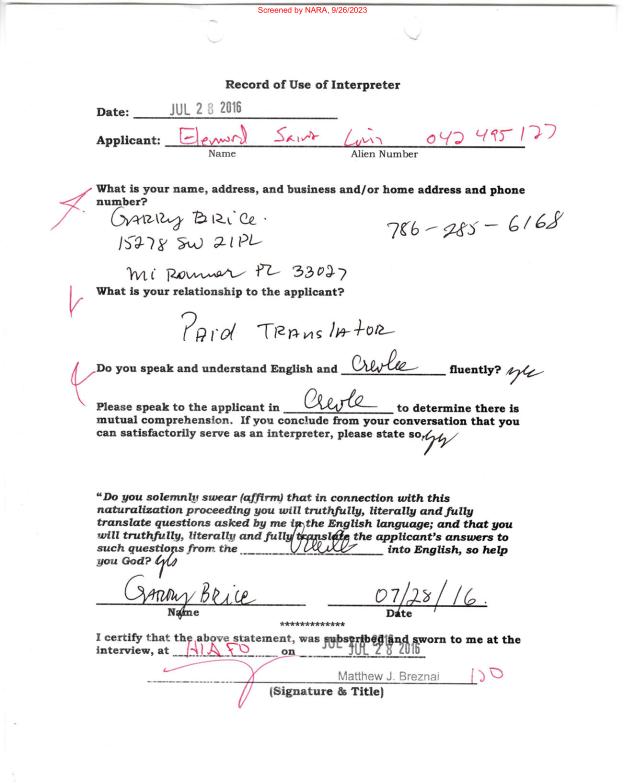 Screened by NARA, 9/26/2023
Record of Use of Interpreter
Date: JUL 28 2016
Applicant: Saint Louis 042 495 127
Name Alien Number
What is your name, address, and business and/or home address and phone
number?
GARRY BRICE. 786-285-6168
15278 SW 21PL
Mi FL 33027
What is your relationship to the applicant?
PAID TRANSLATOR
Do you speak and understand English and Creolee fluently? yes
Please speak to the applicant in Creole to determine there is
mutual comprehension. If you conclude from your conversation that you
can satisfactorily serve as an interpreter, please state so.
"Do you solemnly swear (affirm) that in connection with this
naturalization proceeding you will truthfully, literally and fully
translate questions asked by me in the English language; and that you
will truthfully, literally and fully translate the applicant's answers to
such questions from the into English, so help
you God? yes
GARRY BRICE 07/28/16.
Name Date
*************
I certify that the above statement, was subscribed and sworn to me at the
interview, at HIAFO on JUL 28 2016
Matthew J. Breznai
(Signature & Title)